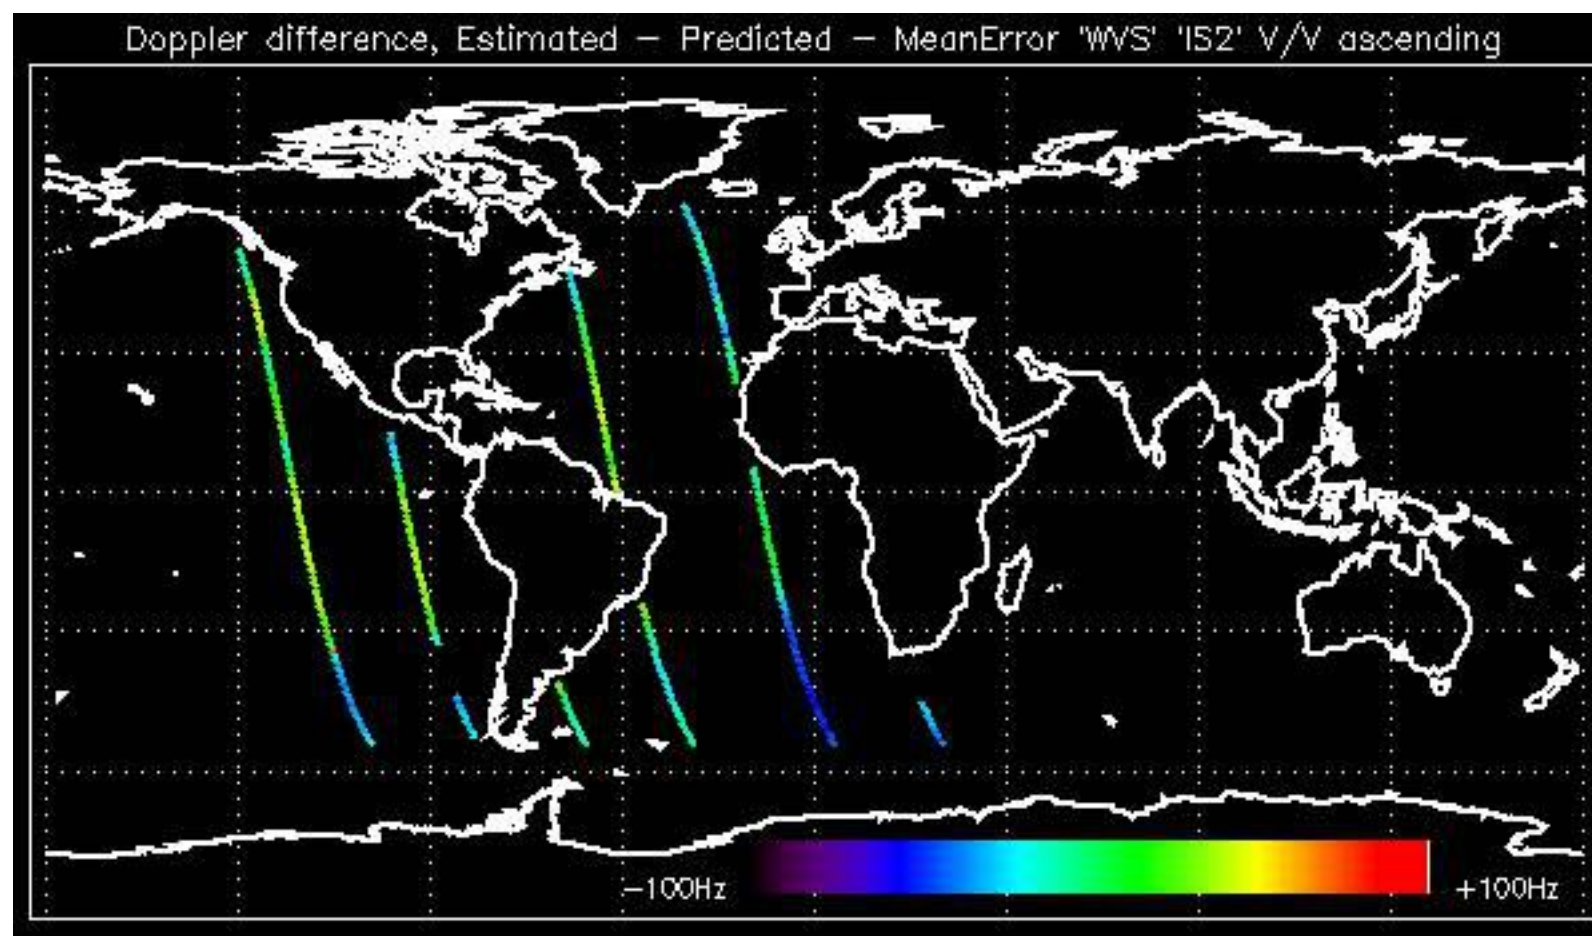 Doppler difference, Estimated – Predicted – MeanError 'WVS' 'IS2' V/V ascending
–100Hz
+100Hz